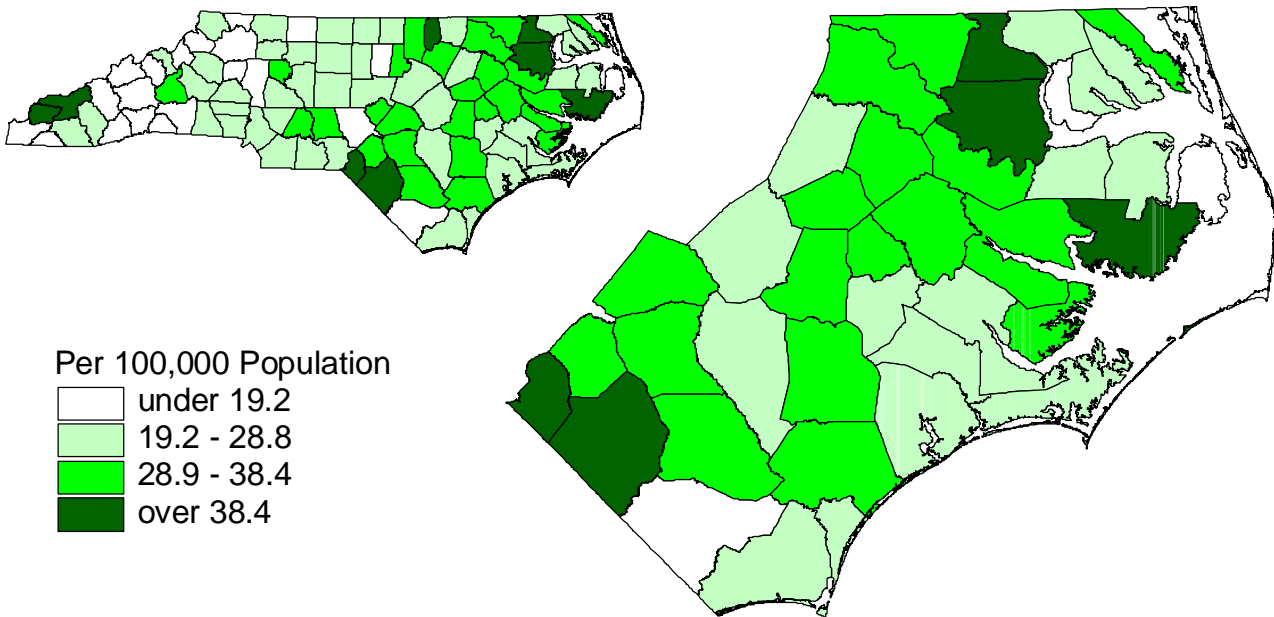 Per 100,000 Population
under 19.2
19.2 - 28.8
28.9 - 38.4
over 38.4